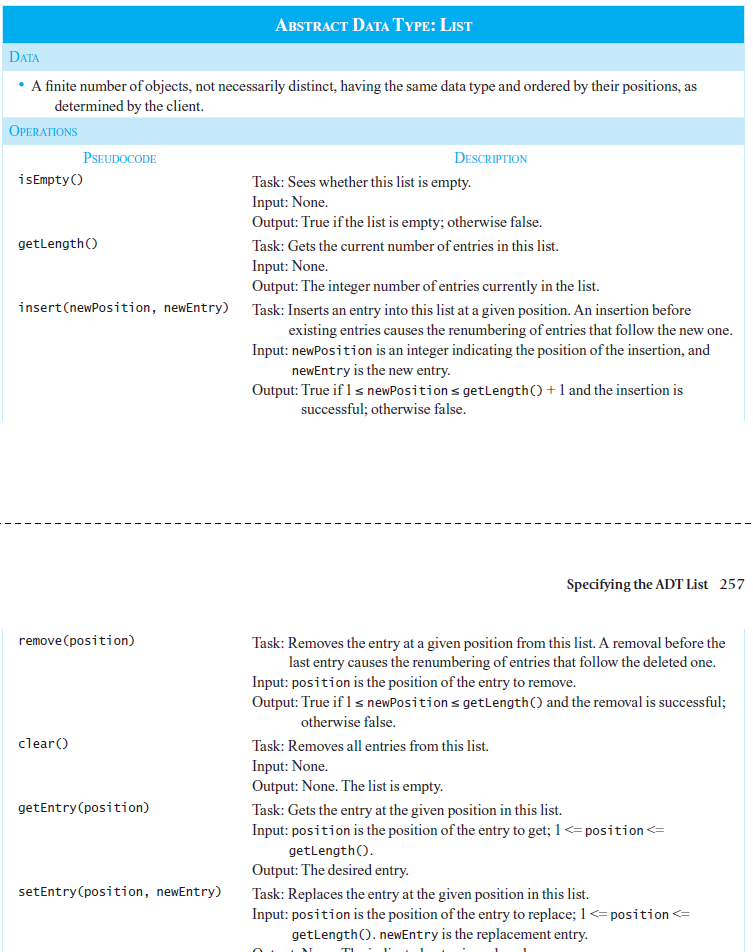 ABSTRACT DATA TYPE: LIST
DATA
• A finite number of objects, not necessarily distinct, having the same data type and ordered by their positions, as
determined by the client.
OPERATIONS
PSEUDOCODE DESCRIPTION
isEmpty() Task: Sees whether this list is empty.
Input: None.
Output: True if the list is empty; otherwise false.
getLength() Task: Gets the current number of entries in this list.
Input: None.
Output: The integer number of entries currently in the list.
insert(newPosition, newEntry) Task: Inserts an entry into this list at a given position. An insertion before
existing entries causes the renumbering of entries that follow the new one.
Input: newPosition is an integer indicating the position of the insertion, and
newEntry is the new entry.
Output: True if 1 ≤ newPosition ≤ getLength() + 1 and the insertion is
successful; otherwise false.
Specifying the ADT List 257
remove(position) Task: Removes the entry at a given position from this list. A removal before the
last entry causes the renumbering of entries that follow the deleted one.
Input: position is the position of the entry to remove.
Output: True if 1 ≤ newPosition ≤ getLength() and the removal is successful;
otherwise false.
clear() Task: Removes all entries from this list.
Input: None.
Output: None. The list is empty.
getEntry(position) Task: Gets the entry at the given position in this list.
Input: position is the position of the entry to get; 1 <= position <=
getLength().
Output: The desired entry.
setEntry(position, newEntry) Task: Replaces the entry at the given position in this list.
Input: position is the position of the entry to replace; 1 <= position <=
getLength(). newEntry is the replacement entry.